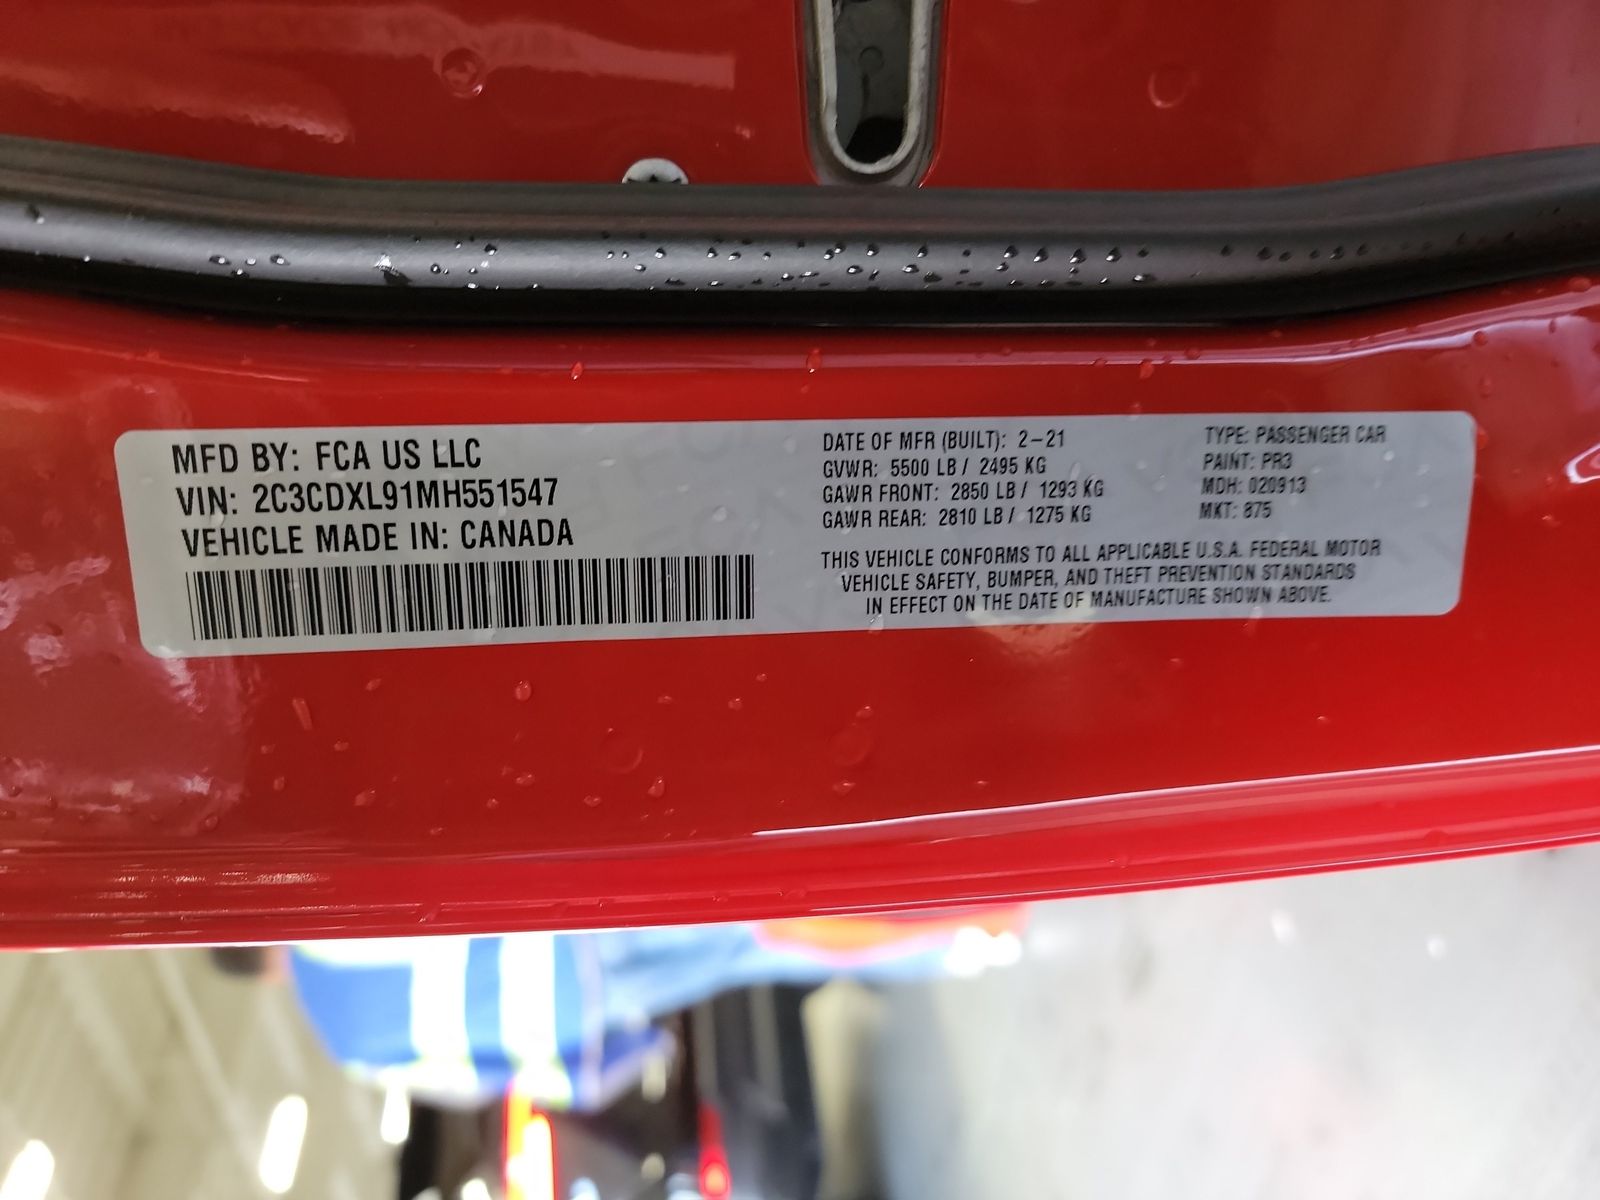 MFD BY: FCA US LLC
VIN: 2C3CDXL91MH551547
VEHICLE MADE IN: CANADA
DATE OF MFR (BUILT): 2-21
GVWR: 5500 LB / 2495 KG
GAWR FRONT: 2850 LB / 1293 KG
GAWR REAR: 2810 LB / 1275 KG
TYPE: PASSENGER CAR
PAINT: PR3
MDH: 020913
MKT: 875
THIS VEHICLE CONFORMS TO ALL APPLICABLE U.S.A. FEDERAL MOTOR
VEHICLE SAFETY, BUMPER, AND THEFT PREVENTION STANDARDS
IN EFFECT ON THE DATE OF MANUFACTURE SHOWN ABOVE.